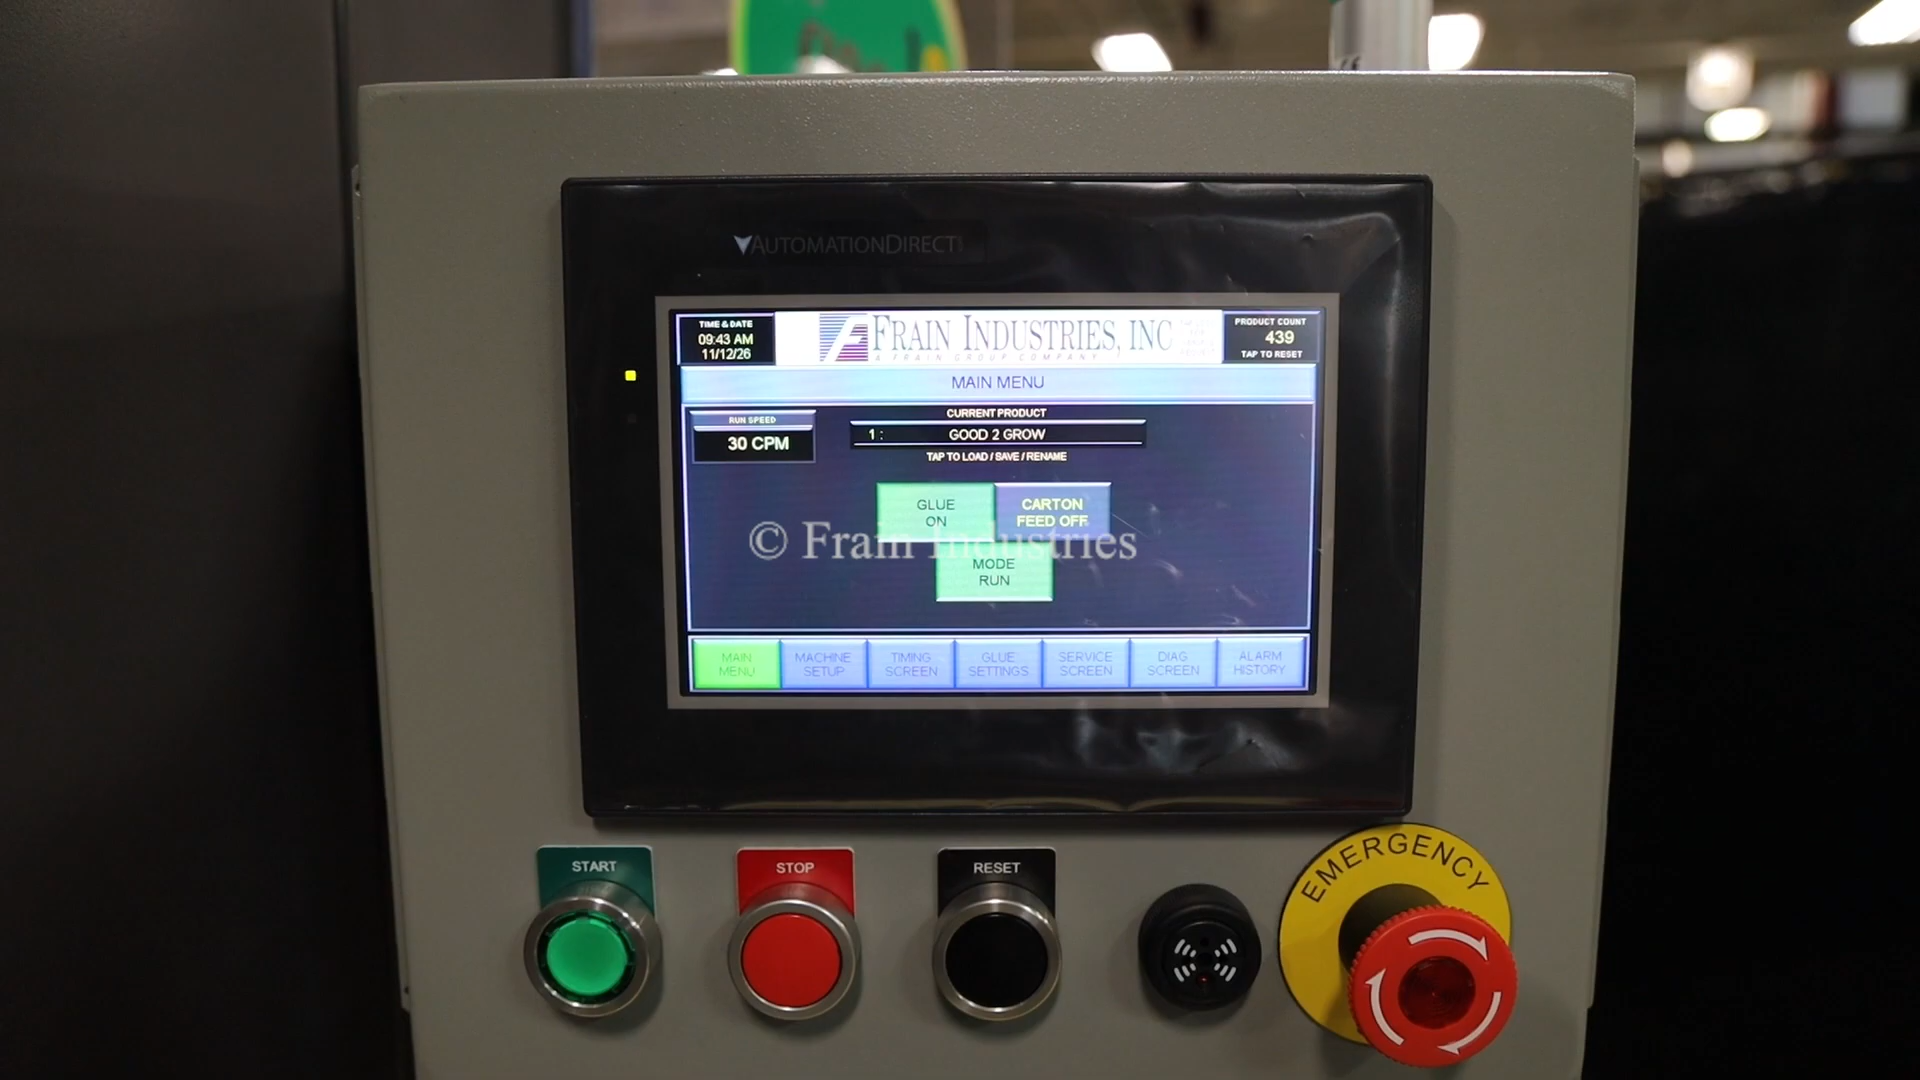 AUTOMATIONDIRECT
TIME & DATE
09:43 AM
11/12/26
FRAIN INDUSTRIES, INC
A FRAIN GROUP COMPANY
PRODUCT COUNT
439
TAP TO RESET
MAIN MENU
RUN SPEED
30 CPM
CURRENT PRODUCT
1 : GOOD 2 GROW
TAP TO LOAD / SAVE / RENAME
GLUE
ON
CARTON
FEED OFF
© Frain Industries
MODE
RUN
MAIN
MENU
MACHINE
SETUP
TIMING
SCREEN
GLUE
SETTINGS
SERVICE
SCREEN
DIAG
SCREEN
ALARM
HISTORY
START
STOP
RESET
EMERGENCY